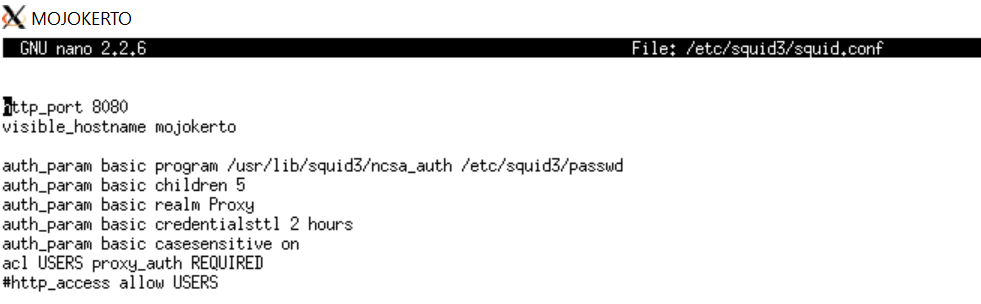 MOJOKERTO
GNU nano 2.2.6 File: /etc/squid3/squid.conf
http_port 8080
visible_hostname mojokerto
auth_param basic program /usr/lib/squid3/ncsa_auth /etc/squid3/passwd
auth_param basic children 5
auth_param basic realm Proxy
auth_param basic credentialsttl 2 hours
auth_param basic casesensitive on
acl USERS proxy_auth REQUIRED
#http_access allow USERS